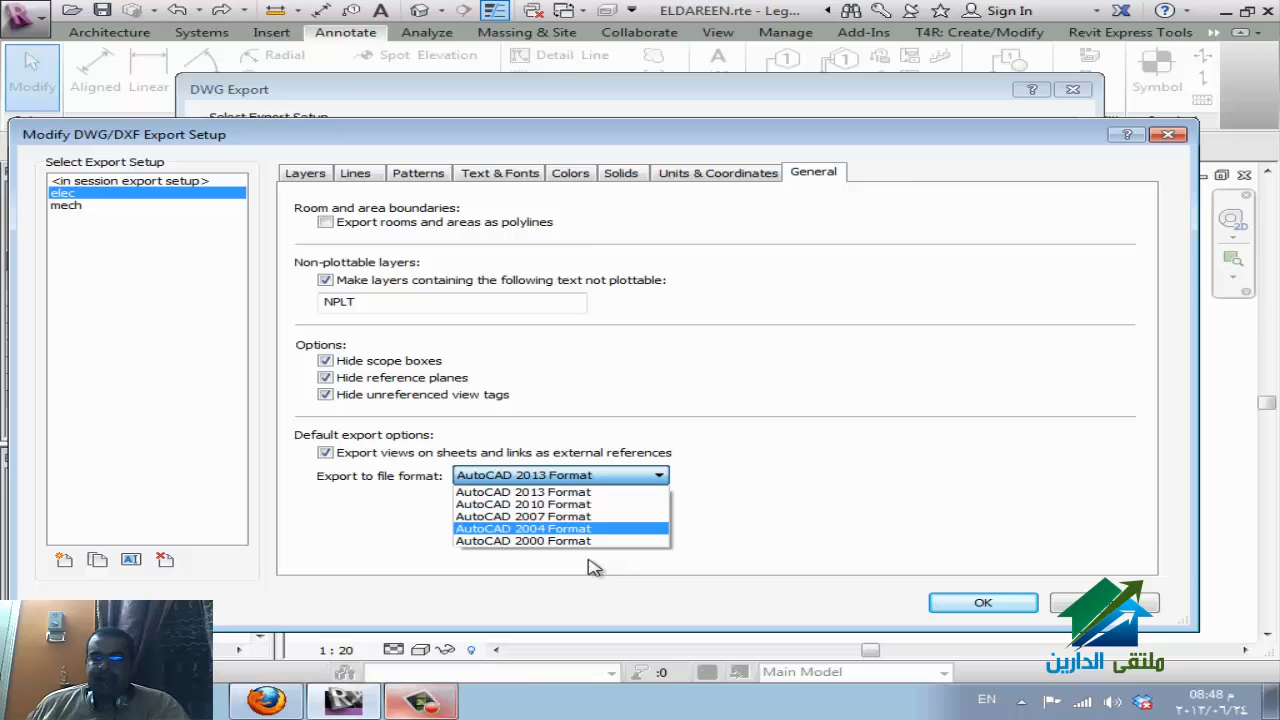 ELDAREEN.rte - Leg...
Sign In
Architecture
Systems
Insert
Annotate
Analyze
Massing & Site
Collaborate
View
Manage
Add-Ins
T4R: Create/Modify
Revit Express Tools
Modify
Aligned
Linear
Radial
Spot Elevation
Detail Line
Symbol
DWG Export
Modify DWG/DXF Export Setup
Select Export Setup
<in session export setup>
elec
mech
Layers
Lines
Patterns
Text & Fonts
Colors
Solids
Units & Coordinates
General
Room and area boundaries:
Export rooms and areas as polylines
Non-plottable layers:
Make layers containing the following text not plottable:
NPLT
Options:
Hide scope boxes
Hide reference planes
Hide unreferenced view tags
Default export options:
Export views on sheets and links as external references
Export to file format:
AutoCAD 2013 Format
AutoCAD 2013 Format
AutoCAD 2010 Format
AutoCAD 2007 Format
AutoCAD 2004 Format
AutoCAD 2000 Format
OK
ملتقى الدارين
1 : 20
:0
Main Model
EN
08:48 م
٢٠١٣/٠٦/٢٤